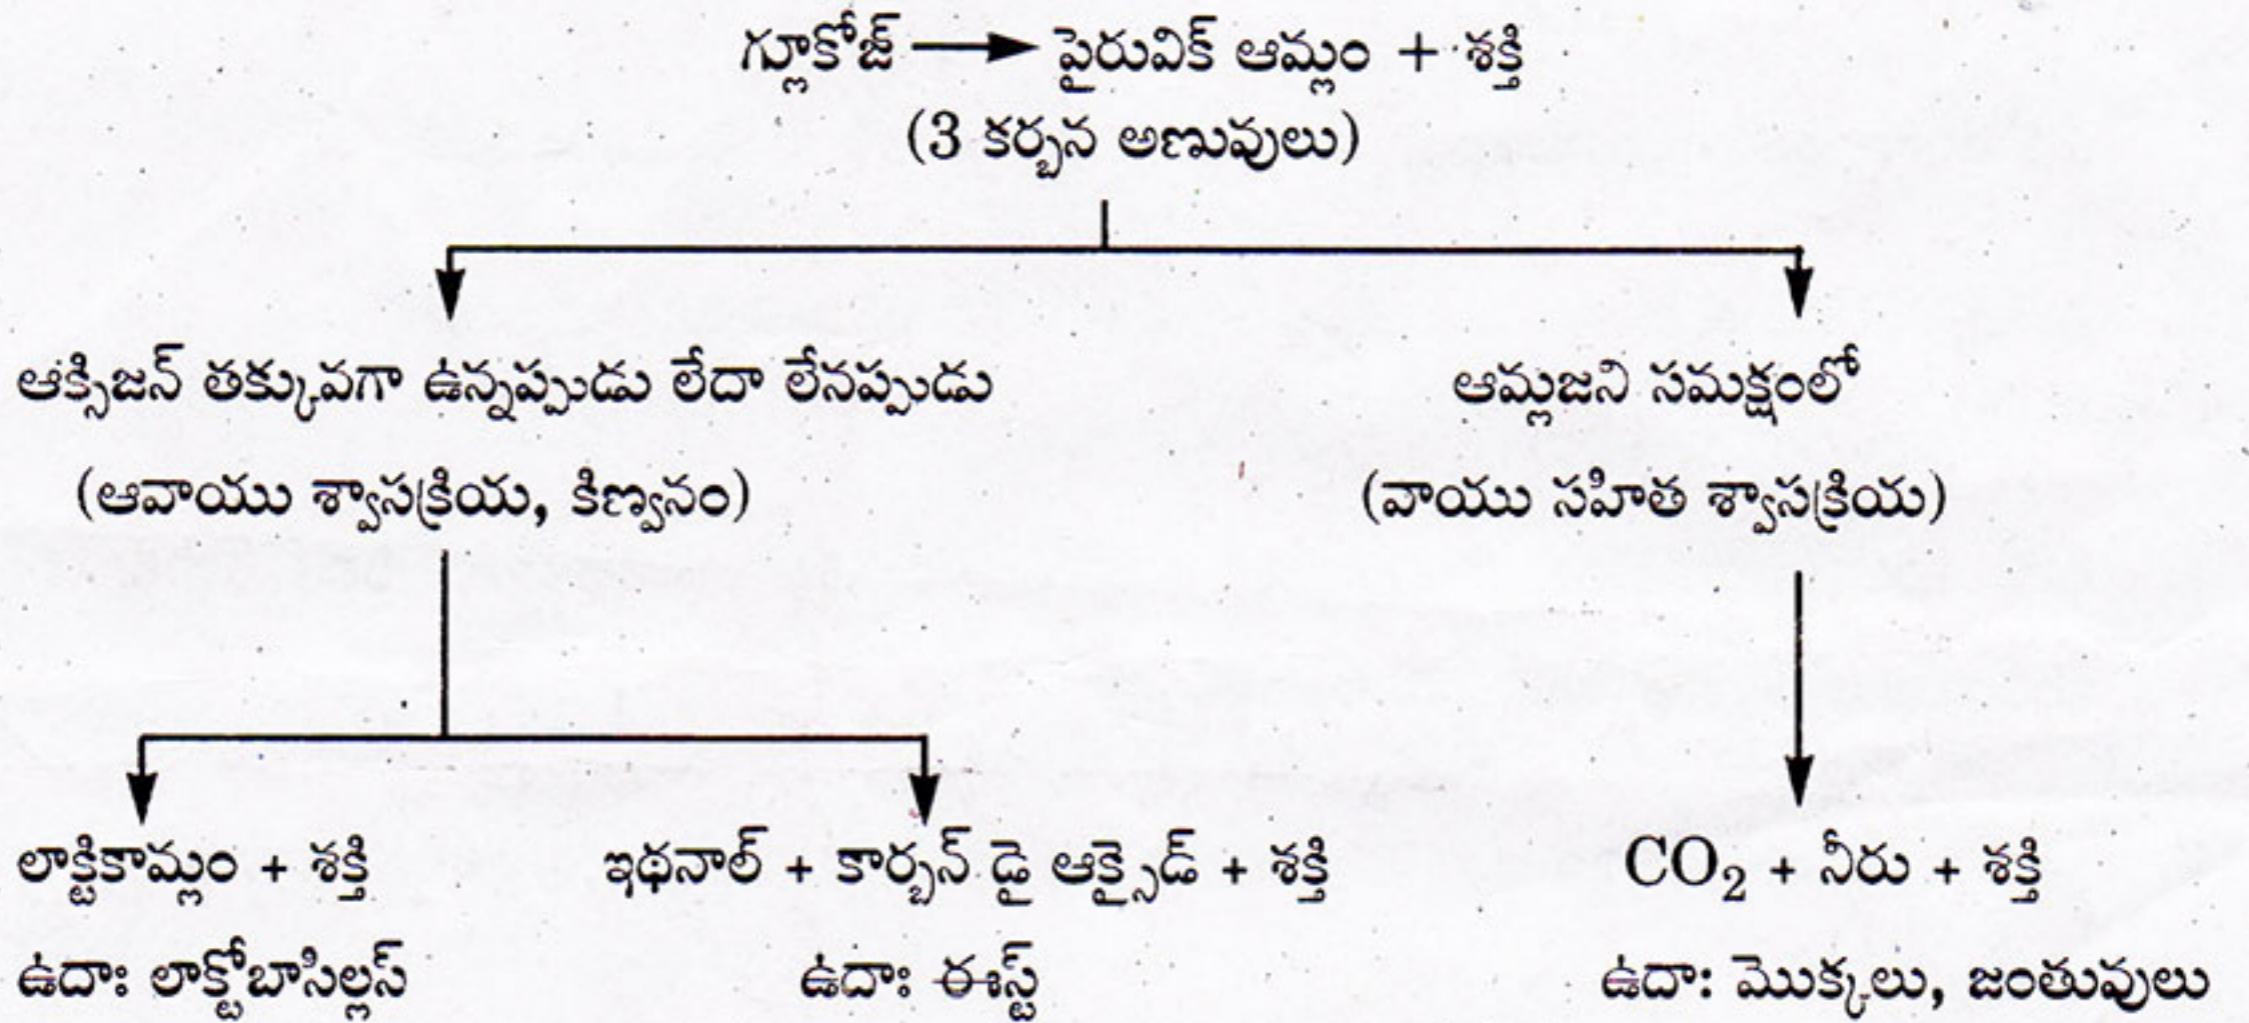 గ్లూకోజ్ → పైరువిక్ ఆమ్లం + శక్తి
(3 కర్బన అణువులు)
ఆక్సిజన్ తక్కువగా ఉన్నప్పుడు లేదా లేనప్పుడు
ఆమ్లజని సమక్షంలో
(ఆవాయు శ్వాసక్రియ, కిణ్వనం)
(వాయు సహిత శ్వాసక్రియ)
లాక్టికామ్లం + శక్తి
ఇథనాల్ + కార్బన్ డై ఆక్సైడ్ + శక్తి
CO₂ + నీరు + శక్తి
ఉదాః లాక్టోబాసిల్లస్
ఉదాః ఈస్ట్
ఉదా: మొక్కలు, జంతువులు